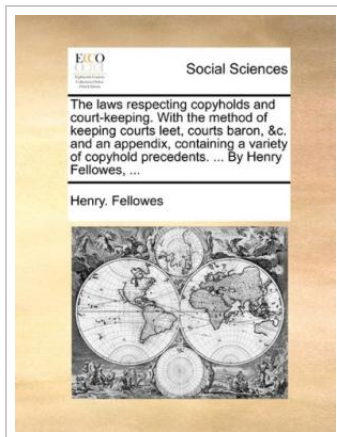 ECCO
Social Sciences
The laws respecting copyholds and
court-keeping. With the method of
keeping courts leet, courts baron, &c.
and an appendix, containing a variety
of copyhold precedents. ... By Henry
Fellowes, ...
Henry. Fellowes